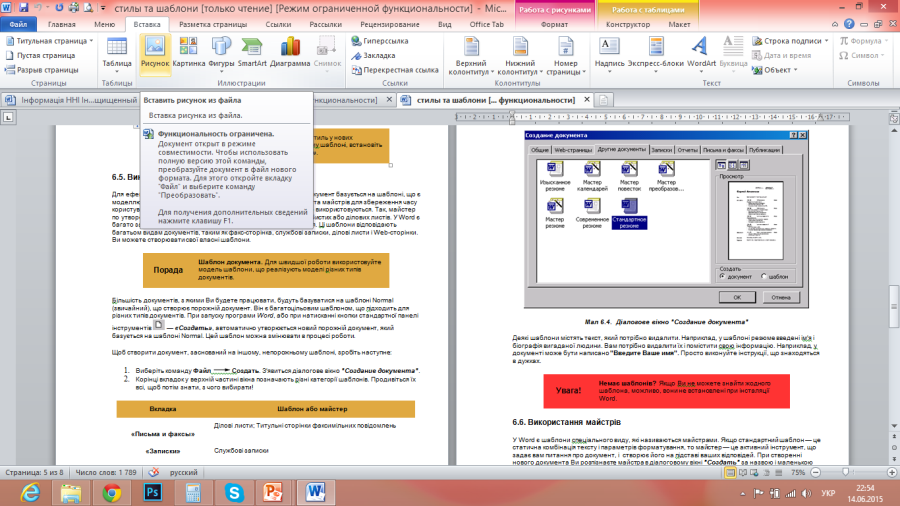 стилы та шаблони [только чтение] [Режим ограниченной функциональности] - Mic...
Работа с рисунками
Работа с таблицами
Файл
Главная
Вставка
Разметка страницы
Ссылки
Рассылки
Рецензирование
Вид
Office Tab
Формат
Конструктор
Макет
Титульная страница
Пустая страница
Разрыв страницы
Страницы
Таблица
Таблицы
Рисунок
Картинка
Фигуры
SmartArt
Диаграмма
Снимок
Иллюстрации
Гиперссылка
Закладка
Перекрестная ссылка
Ссылки
Верхний колонтитул
Нижний колонтитул
Номер страницы
Колонтитулы
Надпись
Экспресс-блоки
WordArt
Буквица
Строка подписи
Дата и время
Объект
Текст
Формула
Символ
Символы
Інформація ННІ Ін...щищенный
нкциональности]
стилы та шаблони [... функциональности]
Вставить рисунок из файла
Вставка рисунка из файла.
Функциональность ограничена.
Документ открыт в режиме
совместимости. Чтобы использовать
полную версию этой команды,
преобразуйте документ в файл нового
формата. Для этого откройте вкладку
"Файл" и выберите команду
"Преобразовать".
Для получения дополнительных сведений
нажмите клавишу F1.
Порада
Шаблон документа. Для швидшої роботи використовуйте
модель шаблони, що реалізують моделі різних типів
документів.
Більшість документів, з якими Ви будете працювати, будуть базуватися на шаблоні Normal
(звичайний), що створює порожній документ. Він є багатоцільовим шаблоном, що підходить для
різних типів документів. При запуску програми Word, або при натисканні кнопки стандартної панелі
інструментів — «Создать», автоматично утворюється новий порожній документ, який
базується на шаблоні Normal. Цей шаблон можна змінювати в процесі роботи.
Щоб створити документ, заснований на іншому, непорожньому шаблоні, зробіть наступне:
1. Виберіть команду Файл Создать. З'явиться діалогове вікно "Создание документа".
2. Корінці вкладок у верхній частині вікна позначають різні категорії шаблонів. Продивіться їх
всі, щоб потім знати, з чого вибирати!
Вкладка
Шаблон або майстер
«Письма и факсы»
Ділові листи; Титульні сторінки факсимільних повідомлень
«Записки»
Службові записки
Создание документа
Общие
Web-страницы
Другие документы
Записки
Отчеты
Письма и факсы
Публикации
Изысканное резюме
Мастер календарей
Мастер повесток
Мастер преобразо...
Мастер резюме
Современное резюме
Стандартное резюме
Просмотр
Создать
документ
шаблон
ОК
Отмена
Мал 6.4. Діалогове вікно "Создание документа"
Деякі шаблони містять текст, який потрібно видалити. Наприклад, у шаблоні резюме введені ім'я і
біографія вигаданої людини. Вам потрібно видалити їх і помістити свою інформацію. Наприклад, у
документі може бути написано "Введите Ваше имя". Просто виконуйте інструкції, що знаходяться
в дужках.
Увага!
Немає шаблонів? Якщо Ви не можете знайти жодного
шаблона, можливо, вони не встановлені при інсталяції
Word.
6.6. Використання майстрів
У Word є шаблони спеціального виду, які називаються майстрами. Якщо стандартний шаблон — це
статична комбінація тексту і параметрів форматування, то майстер — це активний інструмент, що
задає вам питання про документ, і створює його на підставі ваших відповідей. При створенні
нового документа Ви розпізнаєте майстра в діалоговому вікні "Создать" за назвою і маленькою
Страница: 5 из 8
Число слов: 1 789
русский
75%
УКР
22:54
14.06.2015